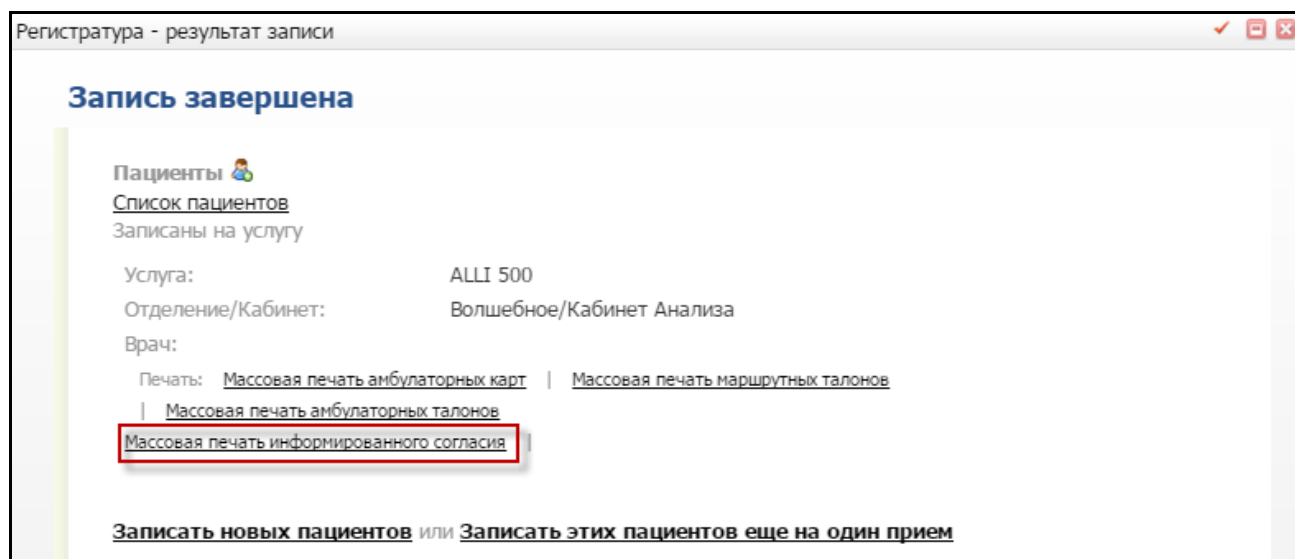 Регистратура - результат записи
Запись завершена
Пациенты
Список пациентов
Записаны на услугу
Услуга: ALLI 500
Отделение/Кабинет: Волшебное/Кабинет Анализа
Врач:
Печать: Массовая печать амбулаторных карт | Массовая печать маршрутных талонов
| Массовая печать амбулаторных талонов
Массовая печать информированного согласия |
Записать новых пациентов или Записать этих пациентов еще на один прием